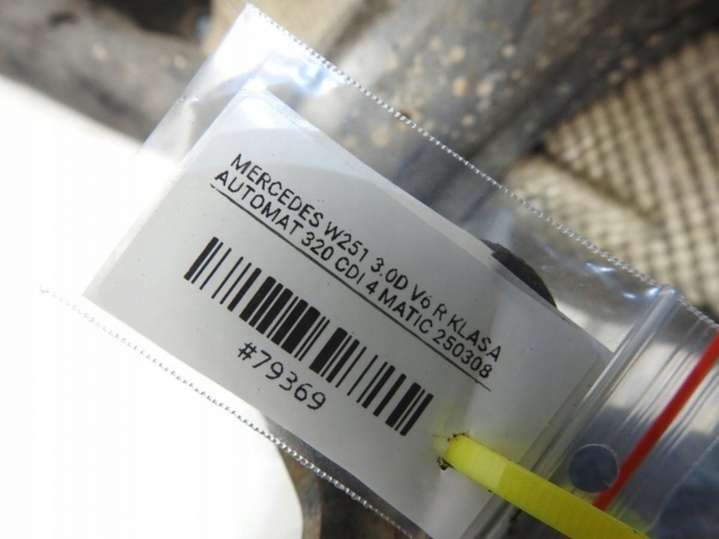 MERCEDES W251 3.0D V6 R KLASA
AUTOMAT 320 CDI 4 MATIC 250308
#79369